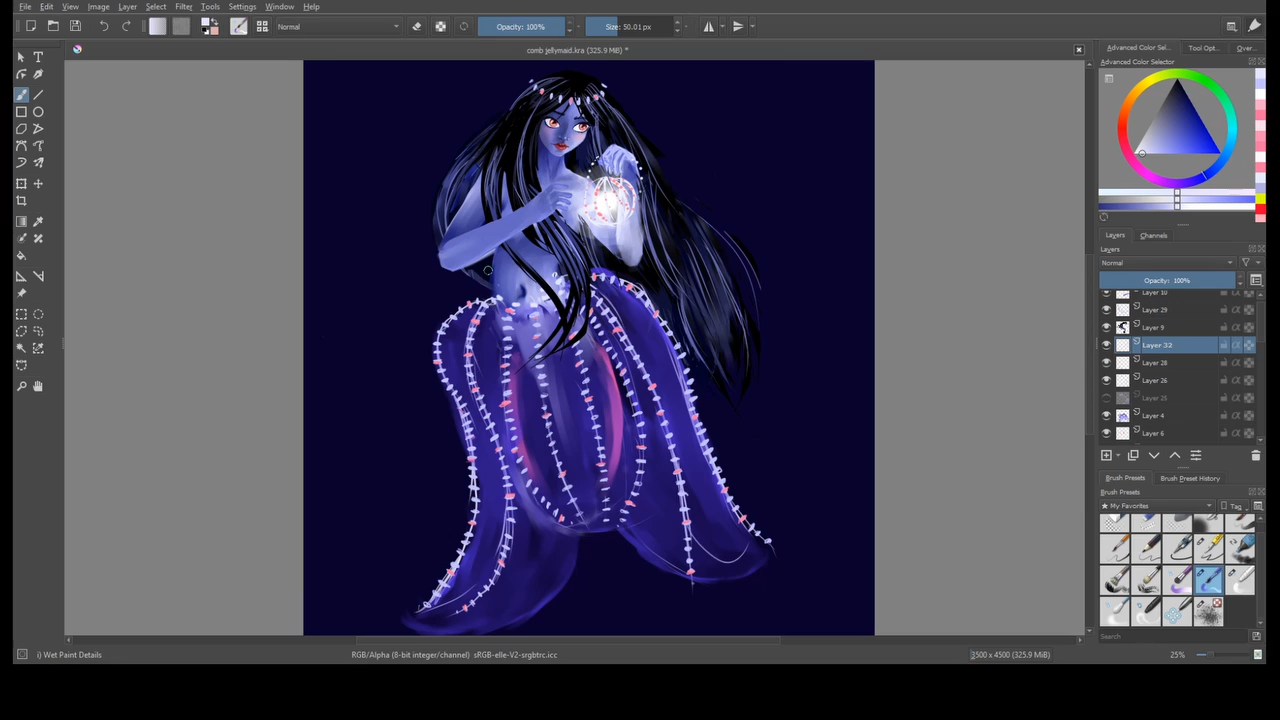 File Edit View Image Layer Filter Tools Settings Window Help
Normal Opacity: 100% Size: 50.01 px
comb jellymaid.kra (325.9 MiB) *
Advanced Color Sel... Tool Opt... Over...
Advanced Color Selector
Layers Channels
Layers
Normal
Opacity: 100%
Layer 10
Layer 29
Layer 9
Layer 32
Layer 28
Layer 26
Layer 25
Layer 4
Layer 6
Brush Presets Brush Preset History
Brush Presets
My Favorites Tag
Search
i) Wet Paint Details RGB/Alpha (8-bit integer/channel) sRGB-elle-V2-srgbtrc.icc 3500 x 4500 (325.9 MiB) 25%